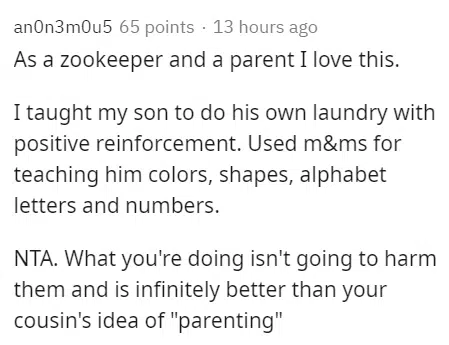 an0n3m0u5 65 points · 13 hours ago
As a zookeeper and a parent I love this.
I taught my son to do his own laundry with
positive reinforcement. Used m&ms for
teaching him colors, shapes, alphabet
letters and numbers.
NTA. What you're doing isn't going to harm
them and is infinitely better than your
cousin's idea of "parenting"